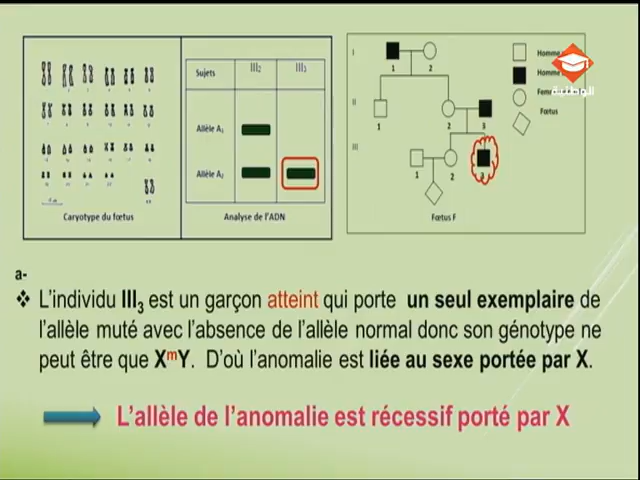 Sujets III₂ III₃
Allèle A₁
Allèle A₂
Caryotype du fœtus
Analyse de l'ADN
I
1 2
II
1 2 3
III
1 2 3
Fœtus F
Homme
Homme
Fœtus
الوطنية
a-
❖ L'individu III₃ est un garçon atteint qui porte un seul exemplaire de
l'allèle muté avec l'absence de l'allèle normal donc son génotype ne
peut être que XᵐY. D'où l'anomalie est liée au sexe portée par X.
L'allèle de l'anomalie est récessif porté par X